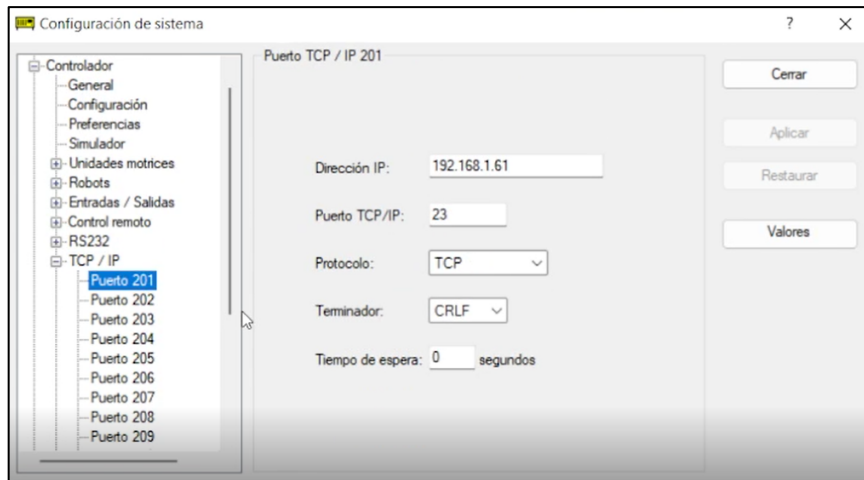 Configuración de sistema
?
X
Controlador
General
Configuración
Preferencias
Simulador
Unidades motrices
Robots
Entradas / Salidas
Control remoto
RS232
TCP / IP
Puerto 201
Puerto 202
Puerto 203
Puerto 204
Puerto 205
Puerto 206
Puerto 207
Puerto 208
Puerto 209
Puerto TCP / IP 201
Dirección IP: 192.168.1.61
Puerto TCP/IP: 23
Protocolo: TCP
Terminador: CRLF
Tiempo de espera: 0 segundos
Cerrar
Aplicar
Restaurar
Valores